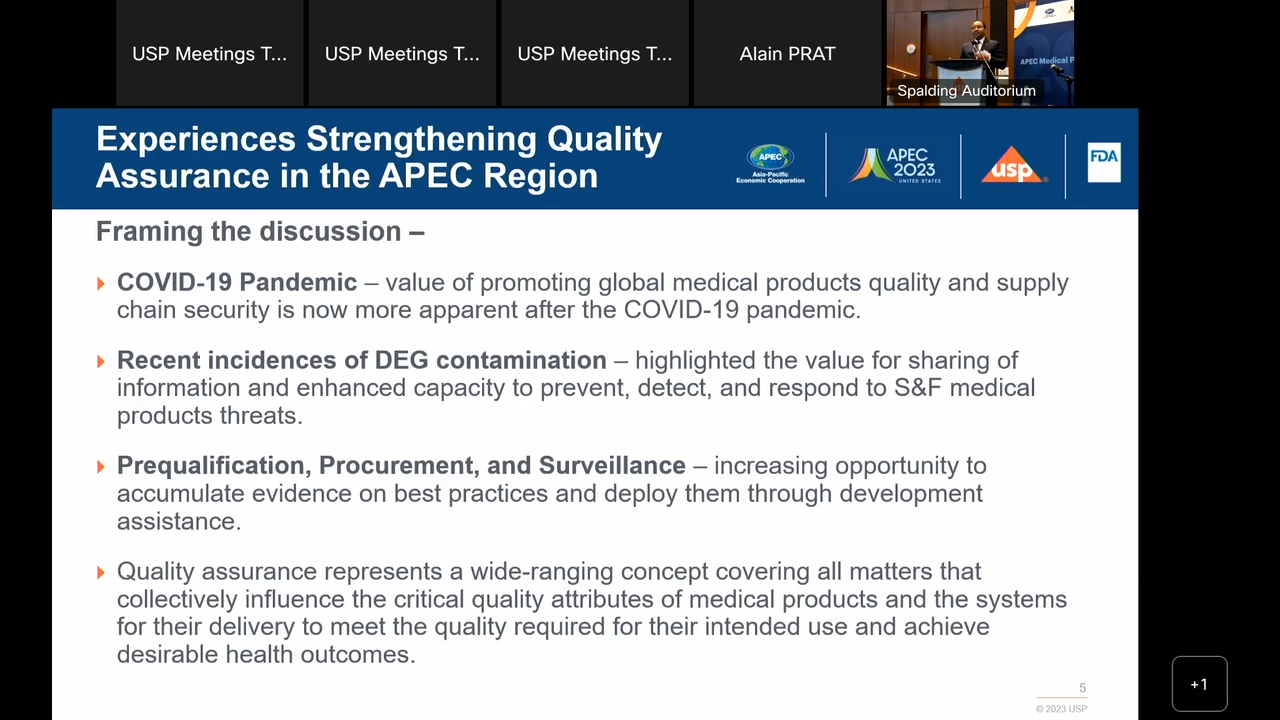 USP Meetings T...
USP Meetings T...
USP Meetings T...
Alain PRAT
Spalding Auditorium
APEC Medical P
Experiences Strengthening Quality
Assurance in the APEC Region
APEC
Asia-Pacific
Economic Cooperation
APEC
2023
UNITED STATES
usp
FDA
Framing the discussion –
COVID-19 Pandemic – value of promoting global medical products quality and supply
chain security is now more apparent after the COVID-19 pandemic.
Recent incidences of DEG contamination – highlighted the value for sharing of
information and enhanced capacity to prevent, detect, and respond to S&F medical
products threats.
Prequalification, Procurement, and Surveillance – increasing opportunity to
accumulate evidence on best practices and deploy them through development
assistance.
Quality assurance represents a wide-ranging concept covering all matters that
collectively influence the critical quality attributes of medical products and the systems
for their delivery to meet the quality required for their intended use and achieve
desirable health outcomes.
5
© 2023 USP
+1